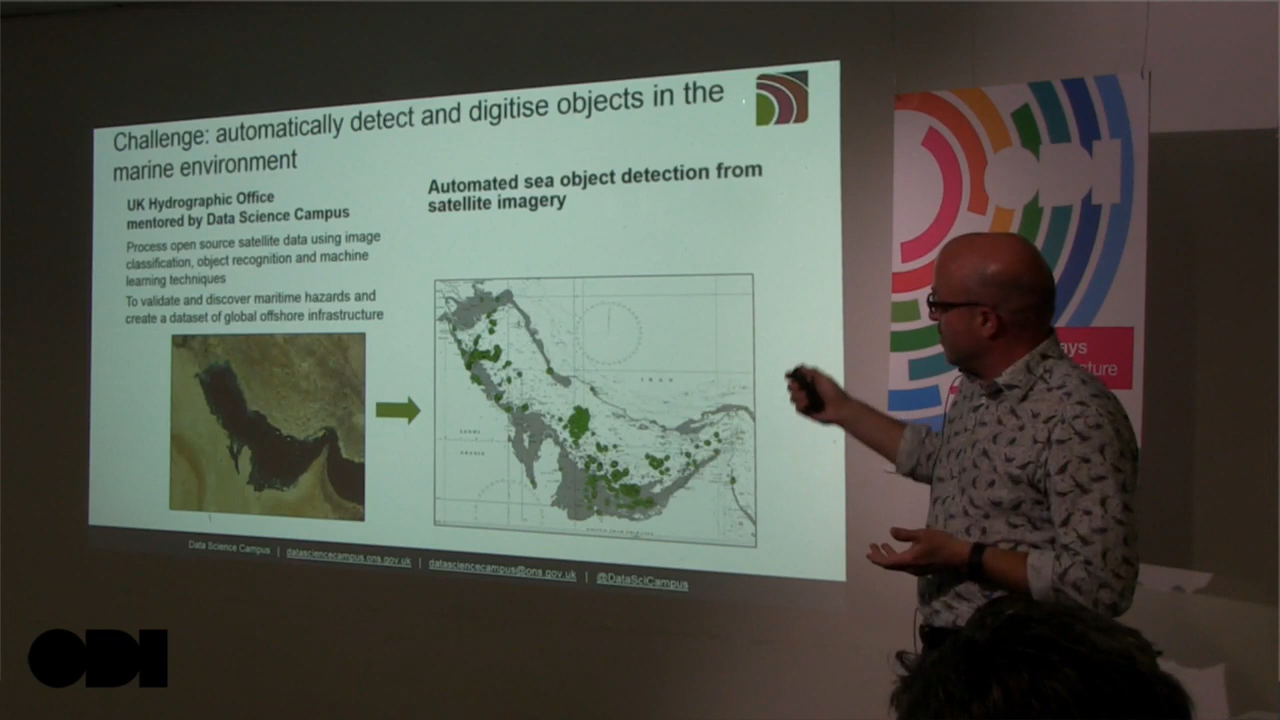 Challenge: automatically detect and digitise objects in the
marine environment
UK Hydrographic Office
mentored by Data Science Campus
Process open source satellite data using image
classification, object recognition and machine
learning techniques
To validate and discover maritime hazards and
create a dataset of global offshore infrastructure
Automated sea object detection from
satellite imagery
IRAN
Data Science Campus | datasciencecampus.ons.gov.uk | datasciencecampus@ons.gov.uk | @DataSciCampus
ays
cture
ODI